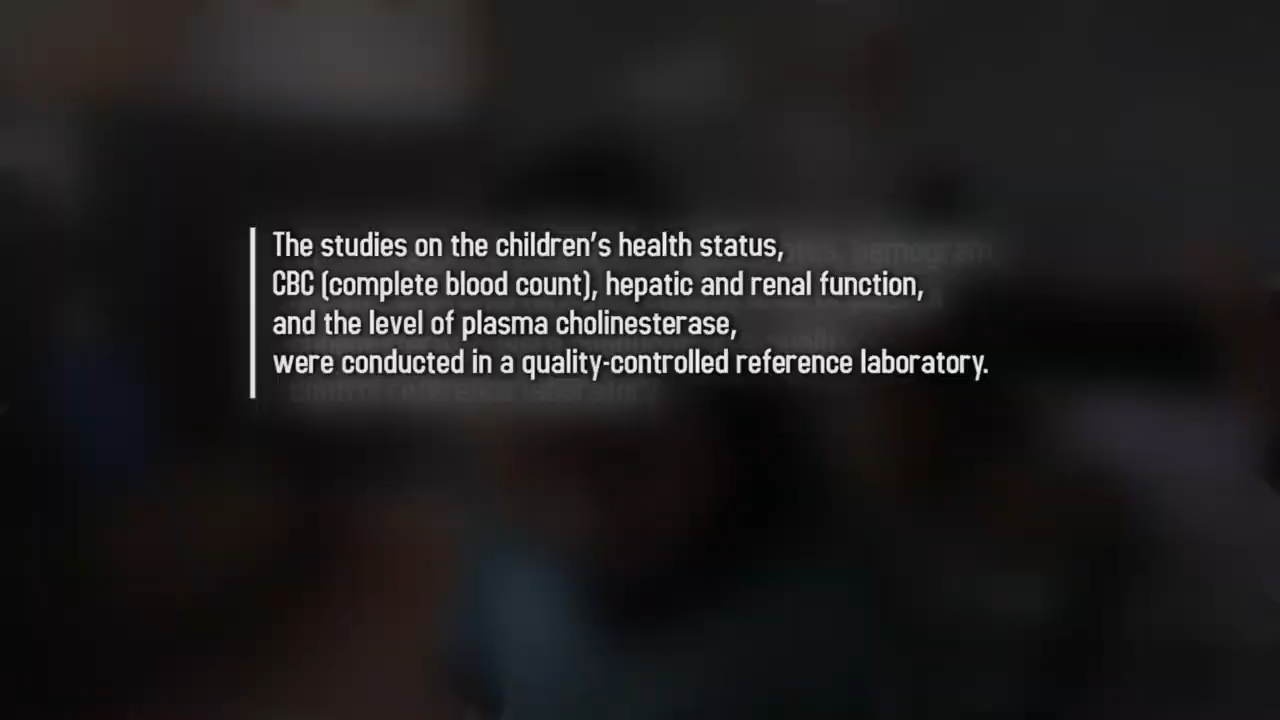 The studies on the children's health status,
CBC (complete blood count), hepatic and renal function,
and the level of plasma cholinesterase,
were conducted in a quality-controlled reference laboratory.